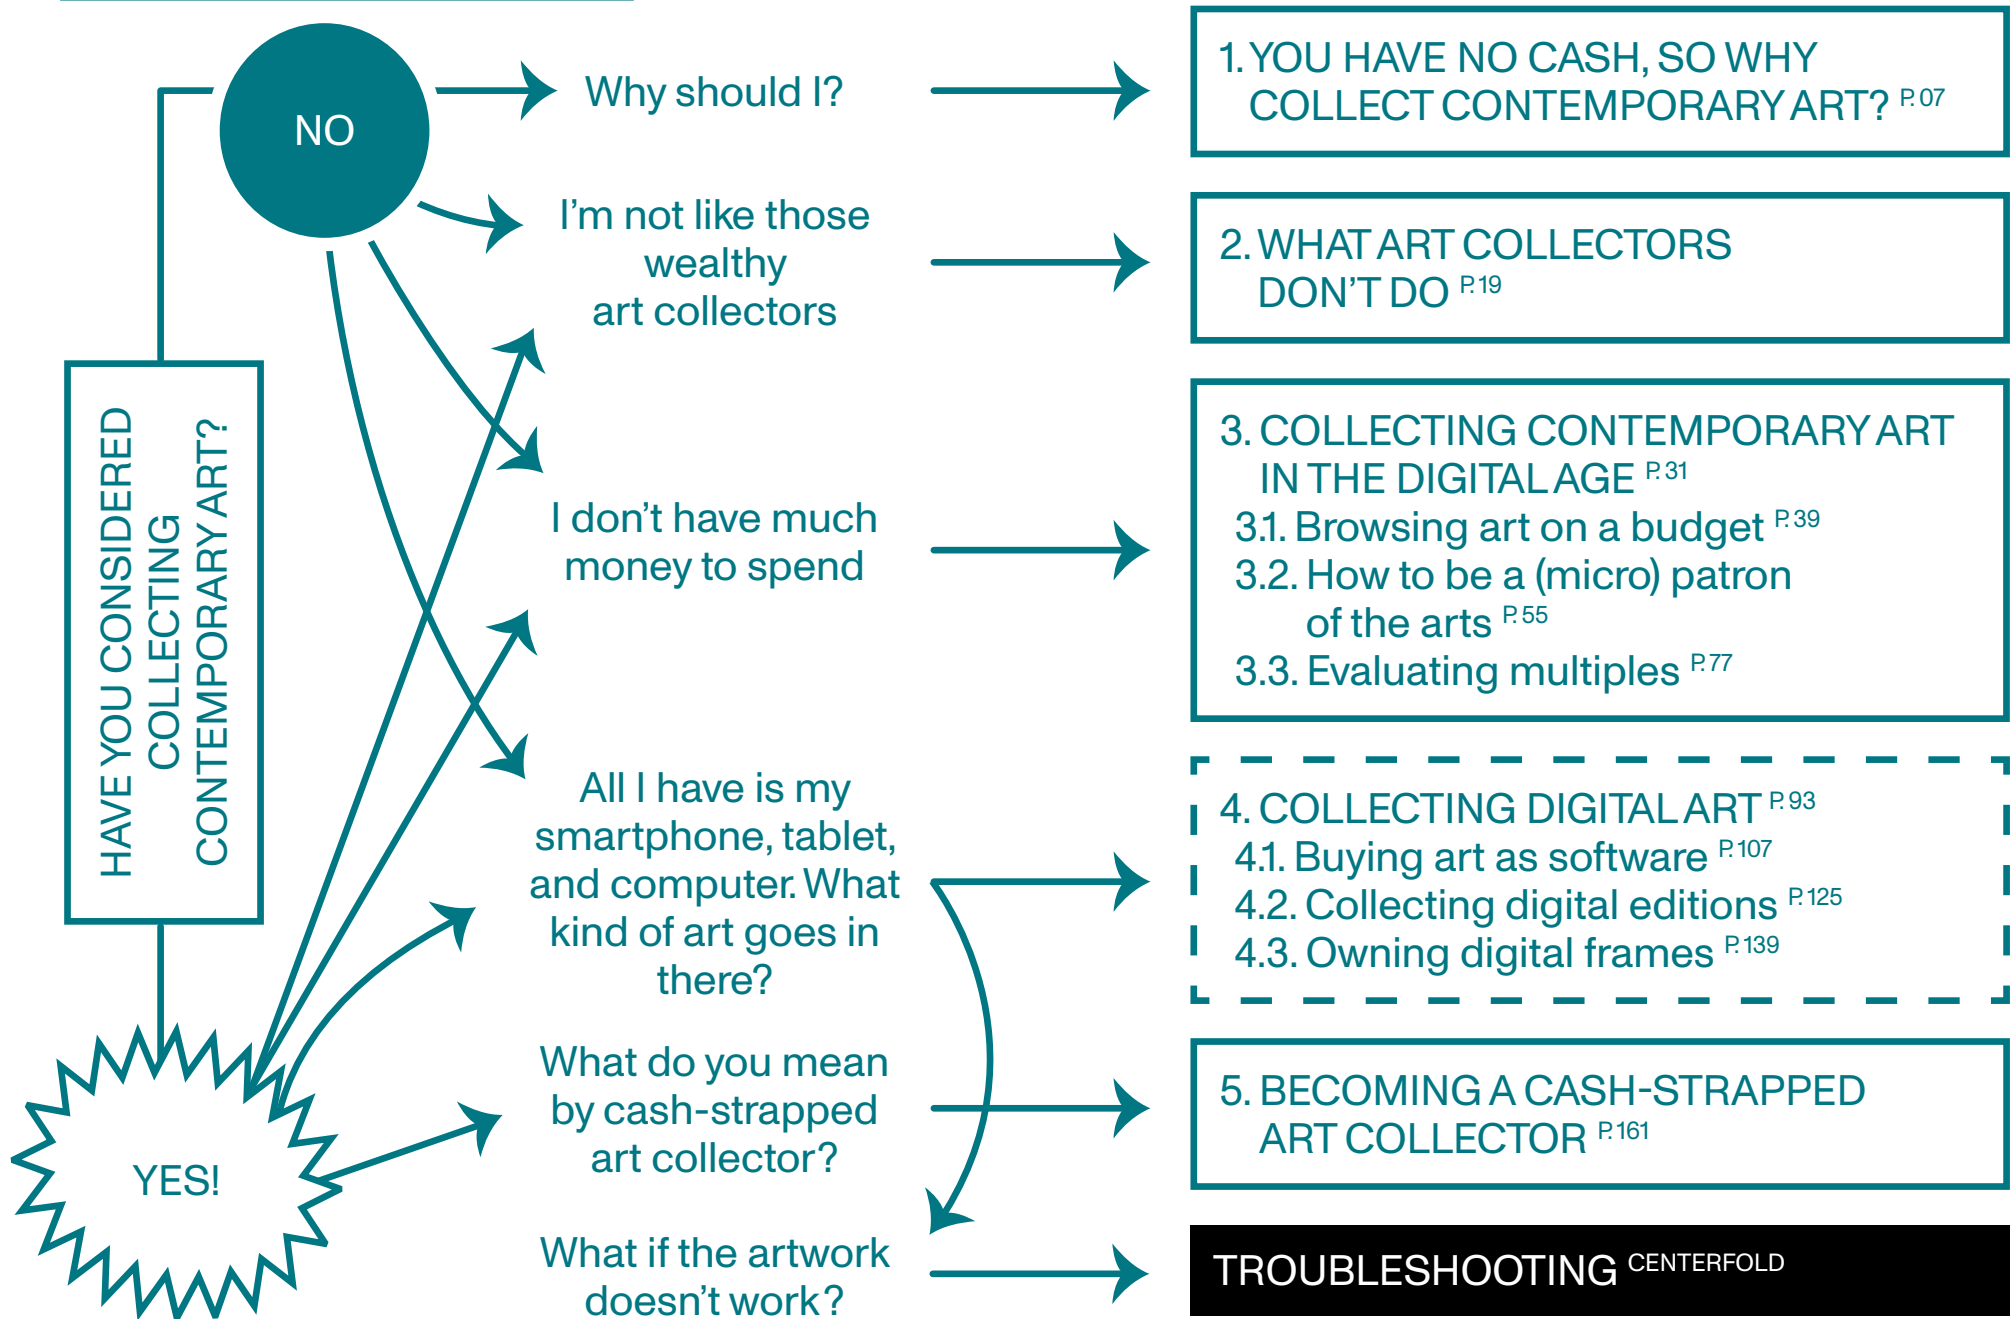 HAVE YOU CONSIDERED
COLLECTING
CONTEMPORARY ART?
NO
YES!
Why should I?
I’m not like those
wealthy
art collectors
I don’t have much
money to spend
All I have is my
smartphone, tablet,
and computer. What
kind of art goes in
there?
What do you mean
by cash-strapped
art collector?
What if the artwork
doesn’t work?
1. YOU HAVE NO CASH, SO WHY
COLLECT CONTEMPORARY ART? P. 07
2. WHAT ART COLLECTORS
DON’T DO P. 19
3. COLLECTING CONTEMPORARY ART
IN THE DIGITAL AGE P. 31
3.1. Browsing art on a budget P. 39
3.2. How to be a (micro) patron
of the arts P. 55
3.3. Evaluating multiples P. 77
4. COLLECTING DIGITAL ART P. 93
4.1. Buying art as software P. 107
4.2. Collecting digital editions P. 125
4.3. Owning digital frames P. 139
5. BECOMING A CASH-STRAPPED
ART COLLECTOR P. 161
TROUBLESHOOTING CENTERFOLD